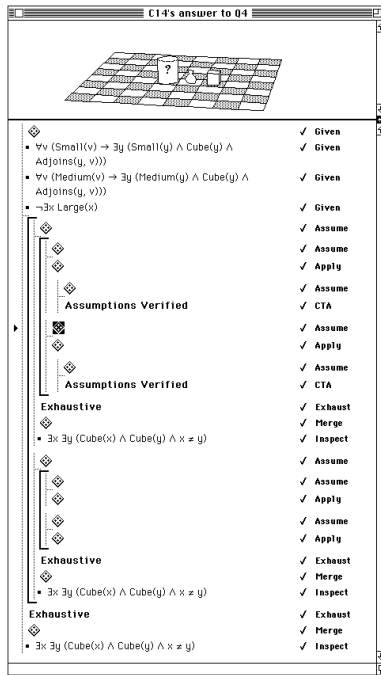 C14's answer to Q4
?
✓ Given
▪ ∀v (Small(v) → ∃y (Small(y) ∧ Cube(y) ∧ ✓ Given
Adjoins(y, v)))
▪ ∀v (Medium(v) → ∃y (Medium(y) ∧ Cube(y) ∧ ✓ Given
Adjoins(y, v)))
▪ ¬∃x Large(x) ✓ Given
✓ Assume
✓ Assume
✓ Apply
✓ Assume
Assumptions Verified ✓ CTA
✓ Assume
✓ Apply
✓ Assume
Assumptions Verified ✓ CTA
Exhaustive ✓ Exhaust
✓ Merge
▪ ∃x ∃y (Cube(x) ∧ Cube(y) ∧ x ≠ y) ✓ Inspect
✓ Assume
✓ Assume
✓ Apply
✓ Assume
✓ Apply
Exhaustive ✓ Exhaust
✓ Merge
▪ ∃x ∃y (Cube(x) ∧ Cube(y) ∧ x ≠ y) ✓ Inspect
Exhaustive ✓ Exhaust
✓ Merge
▪ ∃x ∃y (Cube(x) ∧ Cube(y) ∧ x ≠ y) ✓ Inspect